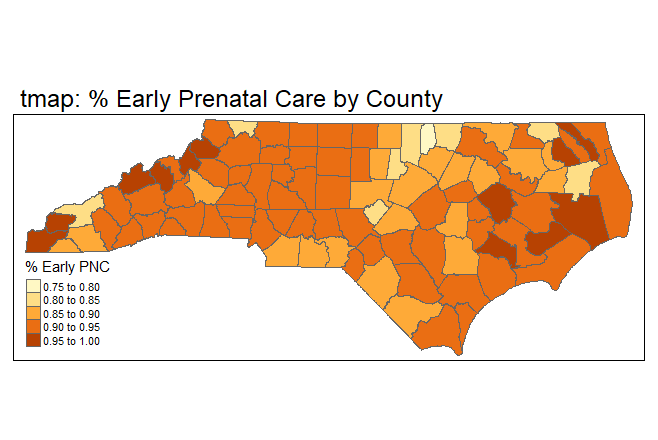 tmap: % Early Prenatal Care by County
% Early PNC
0.75 to 0.80
0.80 to 0.85
0.85 to 0.90
0.90 to 0.95
0.95 to 1.00